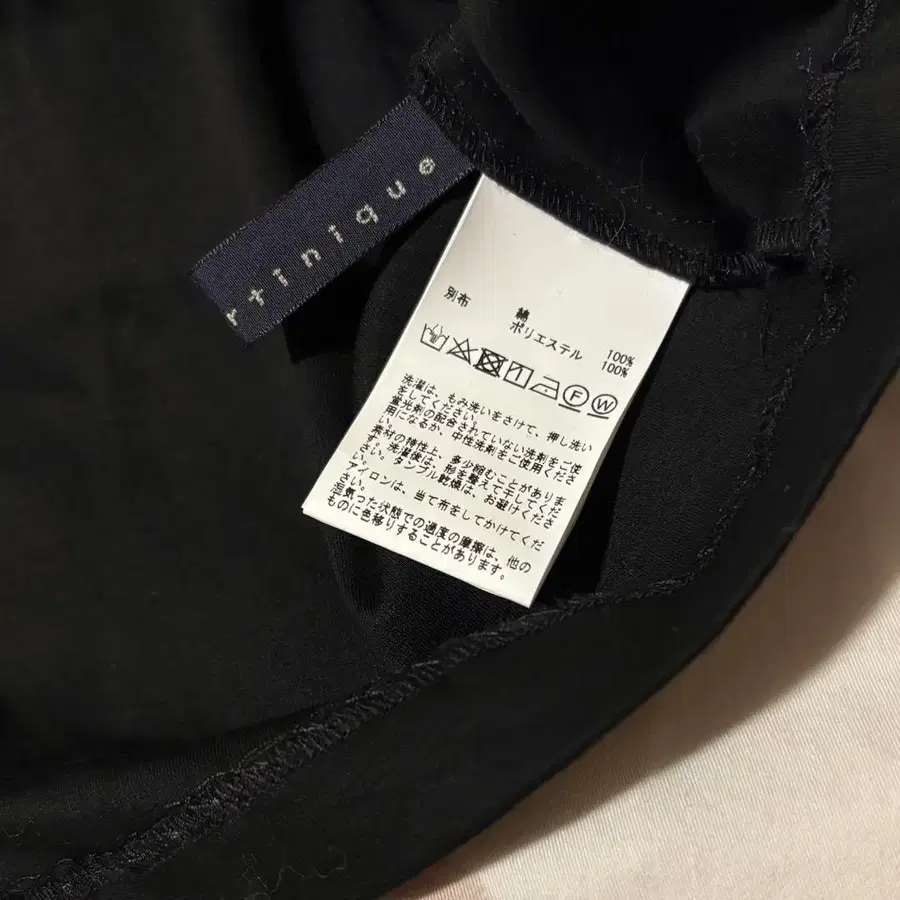 rtinique
綿 100%
別布 ポリエステル 100%
F W
洗濯は、もみ洗いをさけて、押し洗い
をしてください。
蛍光剤の配合されていない洗剤をご使
用になるか、中性洗剤をご使用くださ
い。
素材の特性上、多少縮むことがありま
す。洗濯後は、形を整えて干してくだ
さい。タンブル乾燥は、お避けくださ
い。
アイロンは、当て布をしてかけてくだ
さい。
湿気った状態での過度の摩擦は、他の
ものに色移りすることがあります。